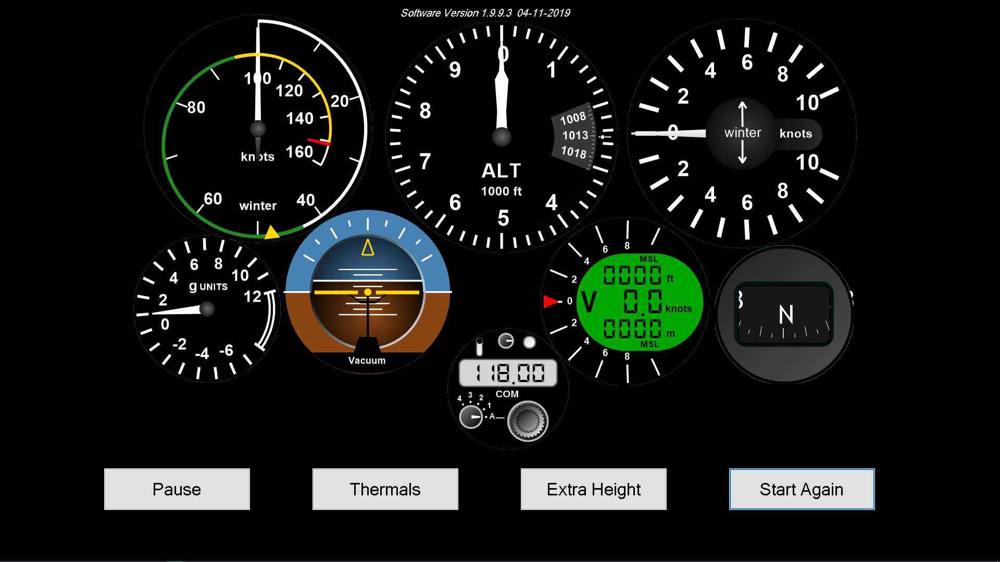 Software Version 1.9.9.3 04-11-2019
100
120
20
80
140
160
knots
60
40
winter
0
9
1
8
1008
1013
7
1018
ALT
1000 ft
6
4
5
6
4
8
2
10
0
winter
knots
2
10
4
8
6
6
8
4
10
g UNITS
2
12
0
-2
-4
-6
Vacuum
8
6
4
2
0
2
4
6
8
MSL
0000 ft
V 0.0 knots
0000 m
MSL
N
118.00
COM
4 3 2 1
A
Pause
Thermals
Extra Height
Start Again